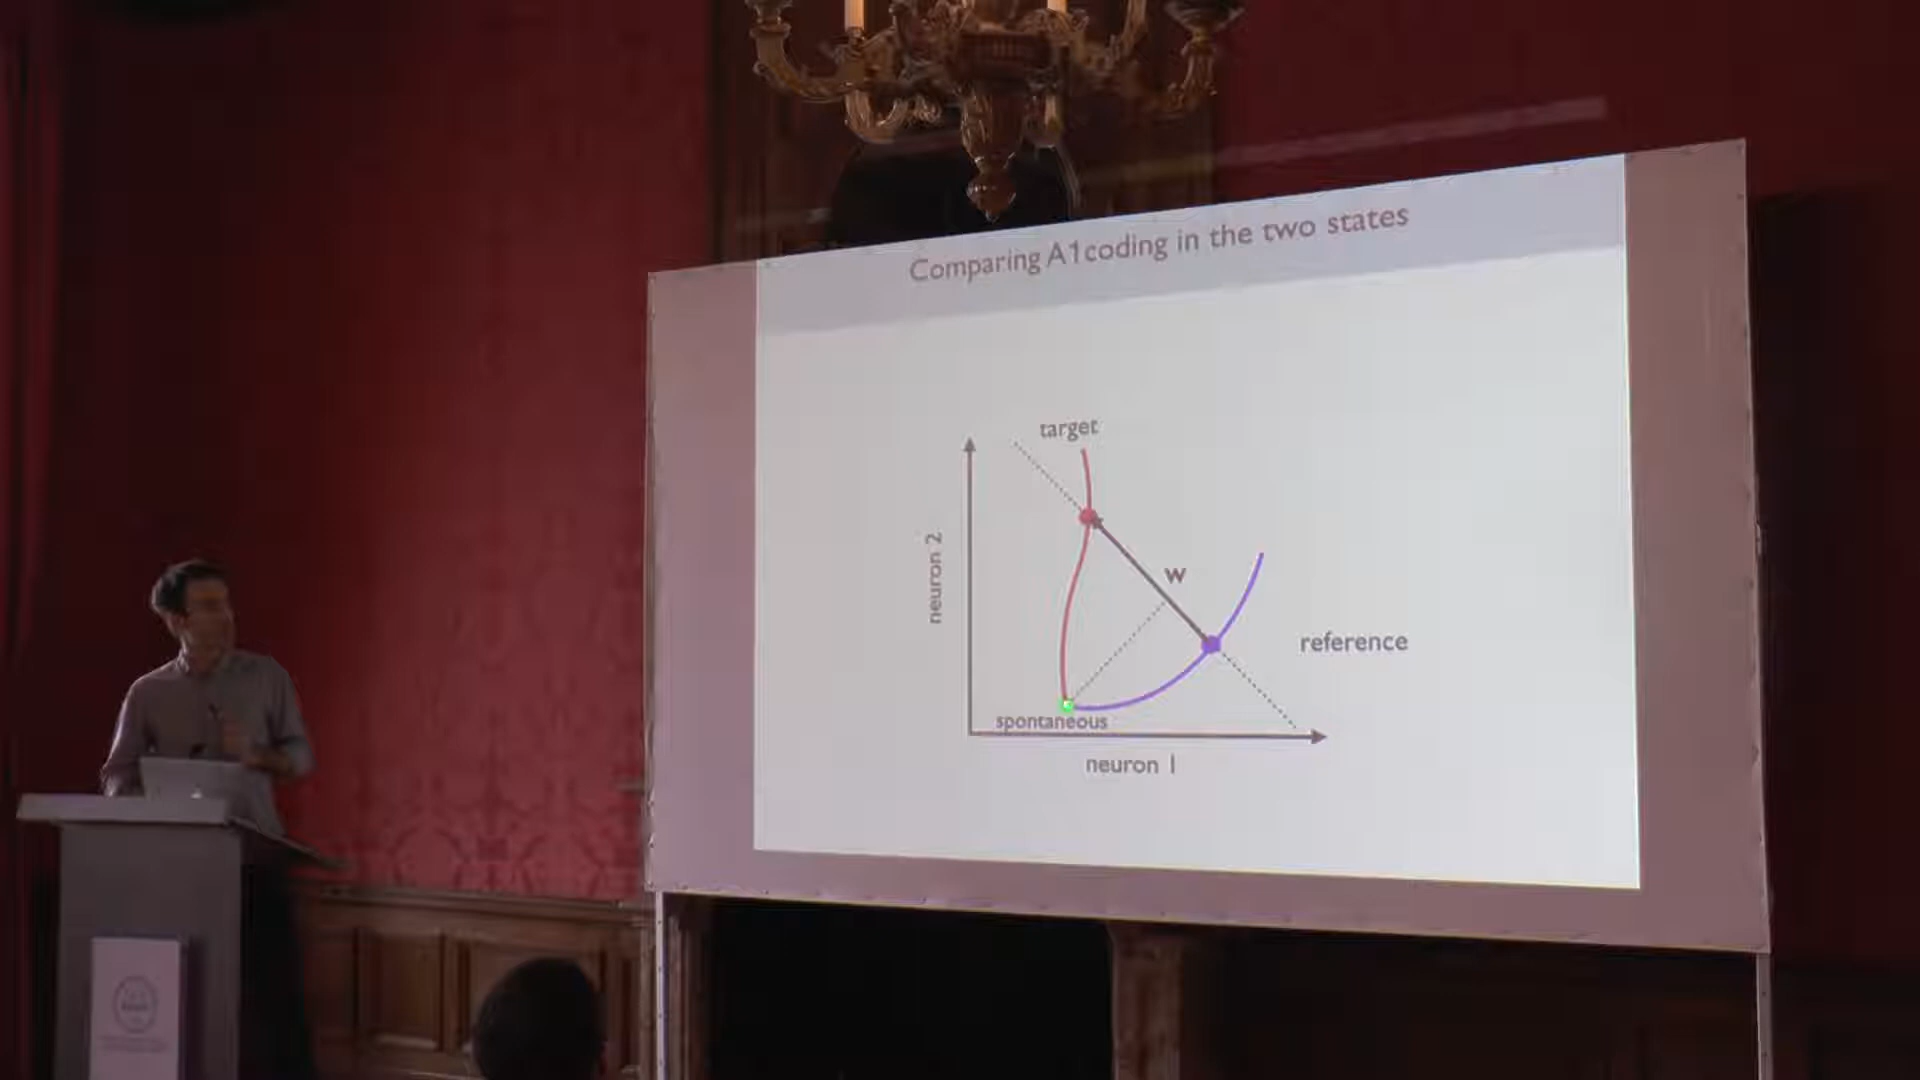 Comparing A1coding in the two states
target
neuron 2
w
reference
spontaneous
neuron 1